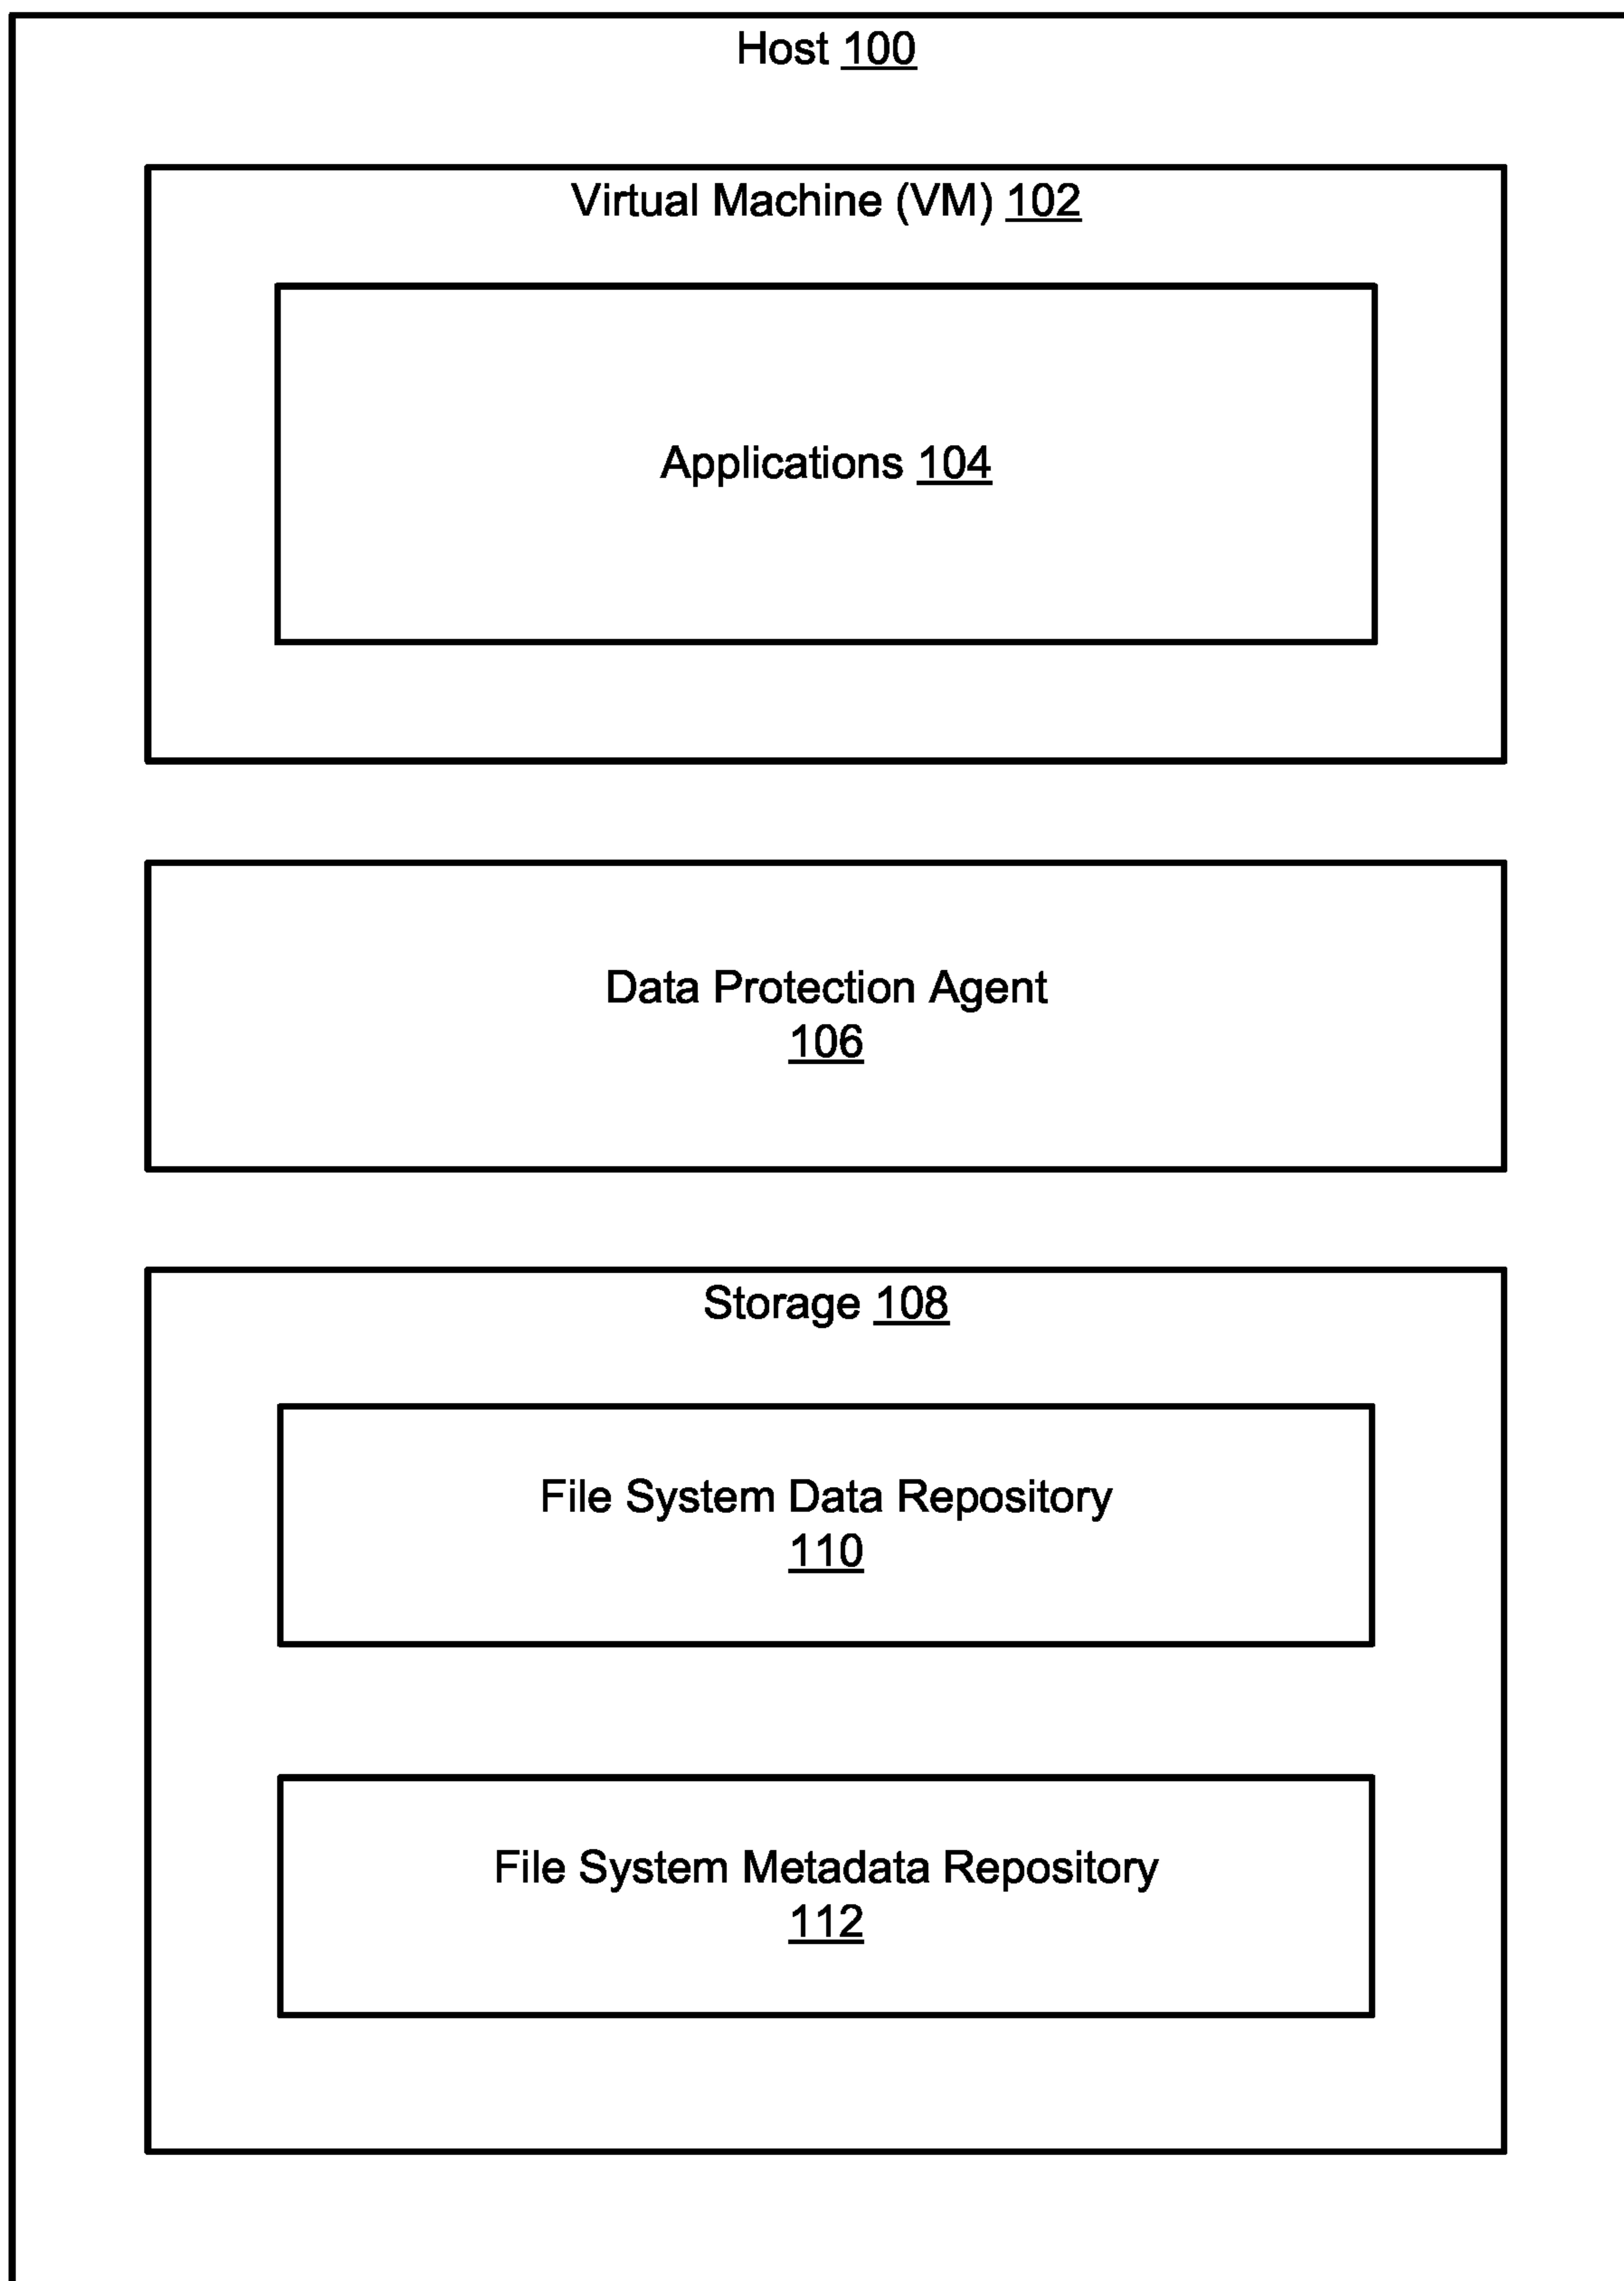 Host 100
Virtual Machine (VM) 102
Applications 104
Data Protection Agent
106
Storage 108
File System Data Repository
110
File System Metadata Repository
112